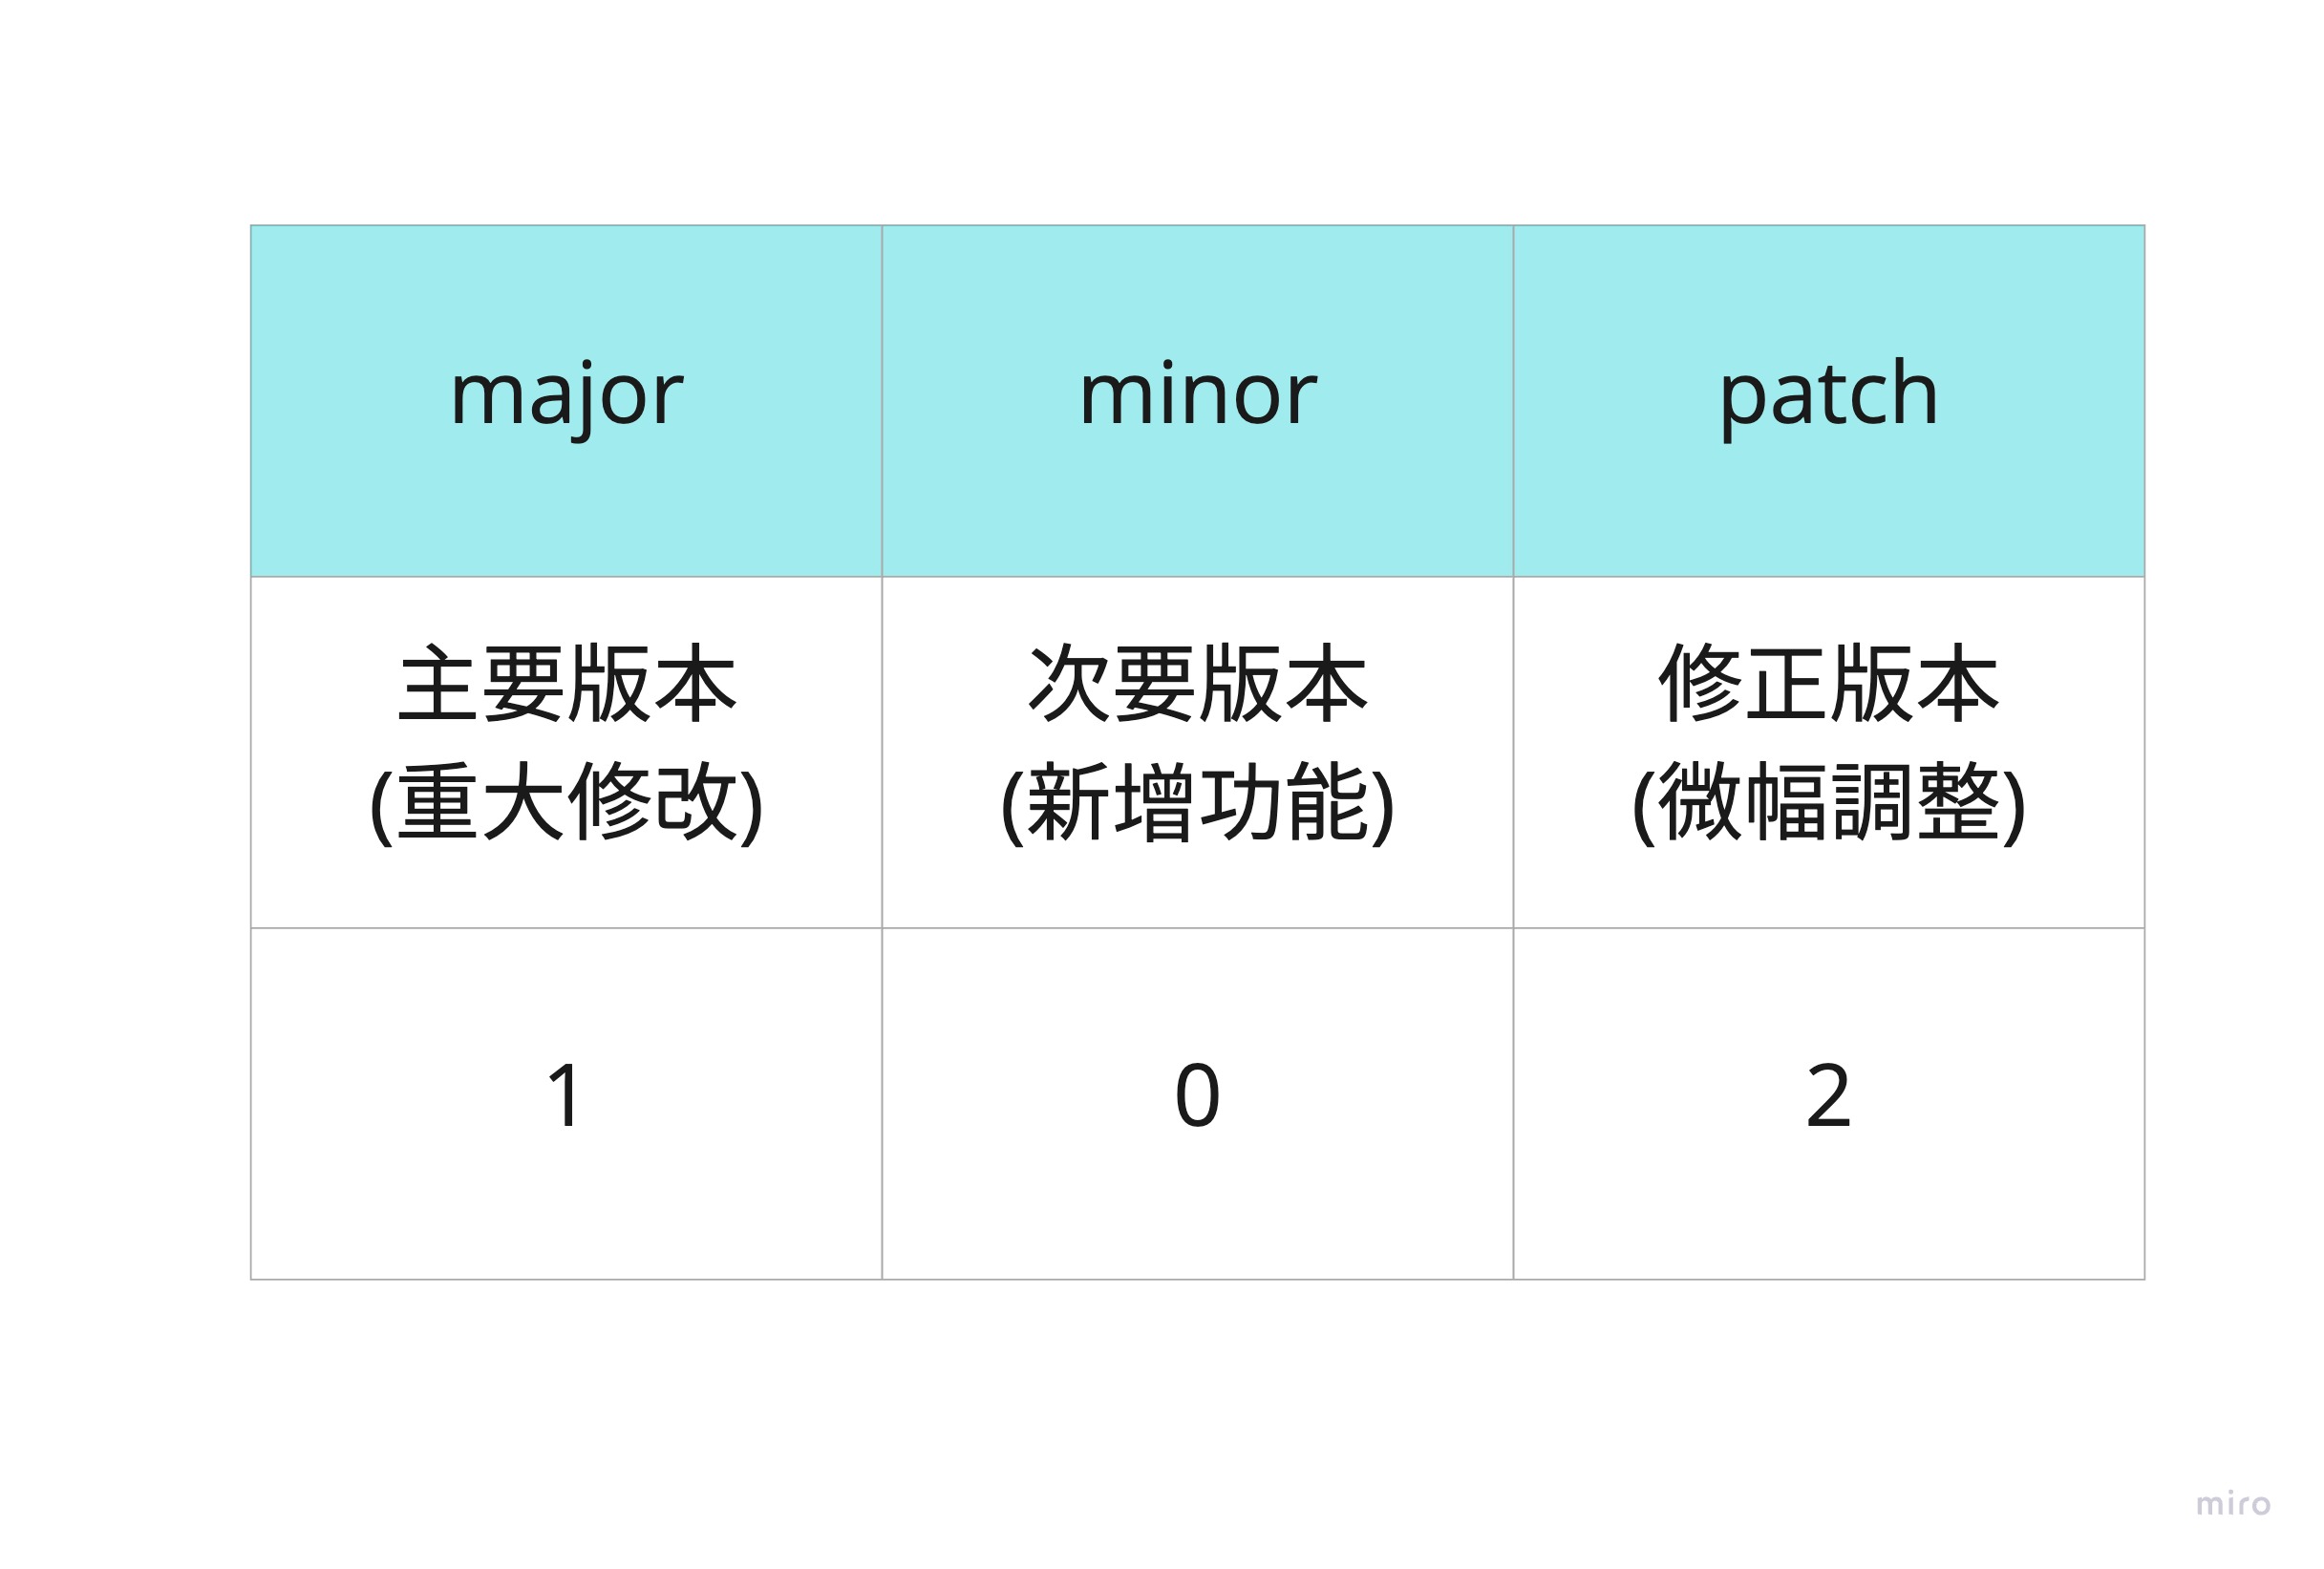 major minor patch
主要版本 次要版本 修正版本
(重大修改) (新增功能) (微幅調整)
1 0 2
miro